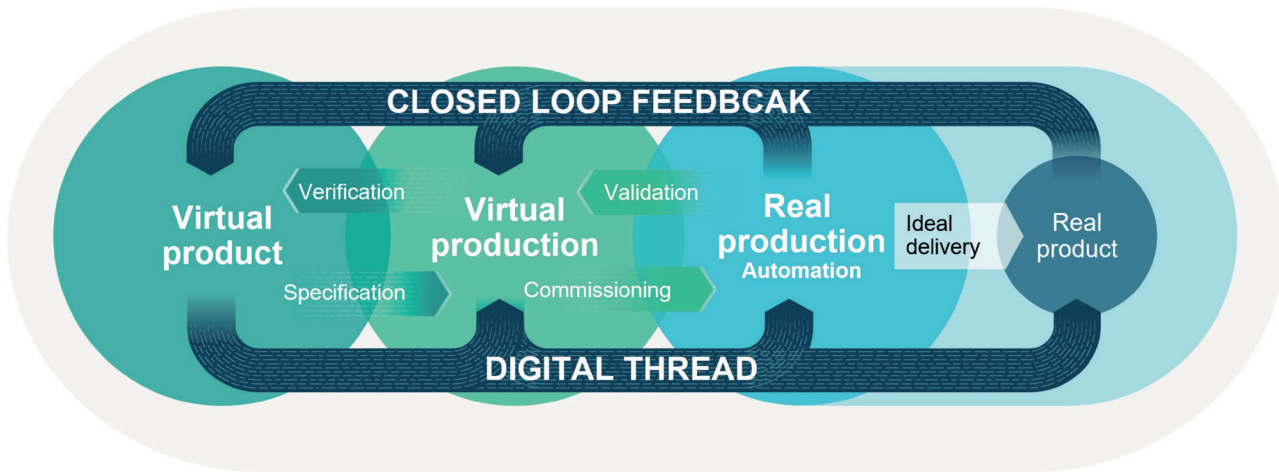 CLOSED LOOP FEEDBCAK
Verification
Validation
Virtual
product
Virtual
production
Real
production
Automation
Ideal
delivery
Real
product
Specification
Commissioning
DIGITAL THREAD